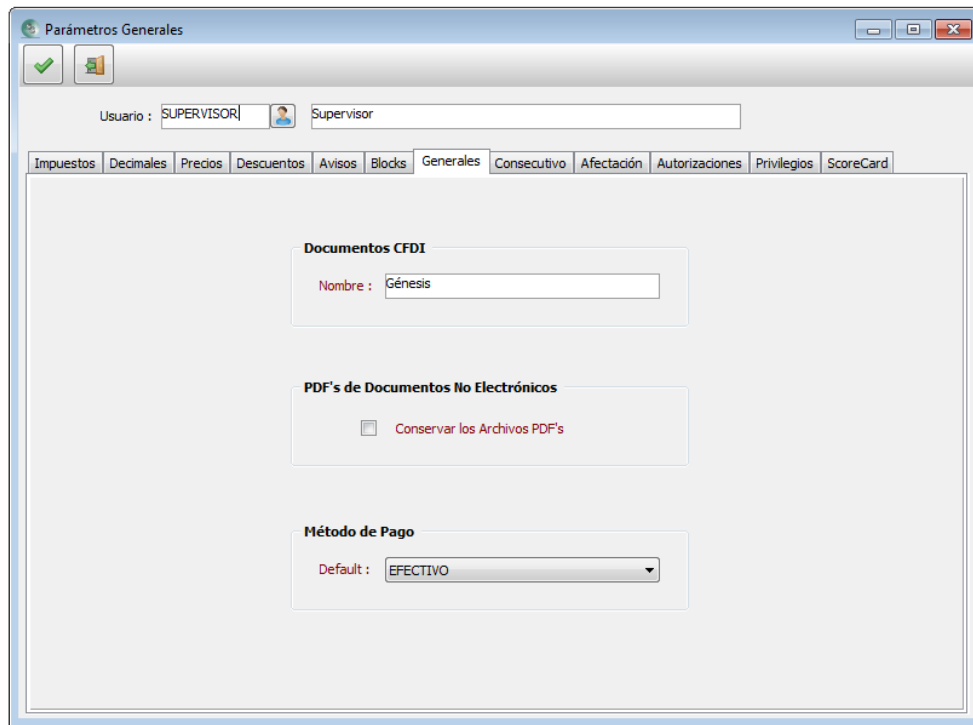 Parámetros Generales
Usuario : SUPERVISOR Supervisor
Impuestos Decimales Precios Descuentos Avisos Blocks Generales Consecutivo Afectación Autorizaciones Privilegios ScoreCard
Documentos CFDI
Nombre : Génesis
PDF's de Documentos No Electrónicos
Conservar los Archivos PDF's
Método de Pago
Default : EFECTIVO